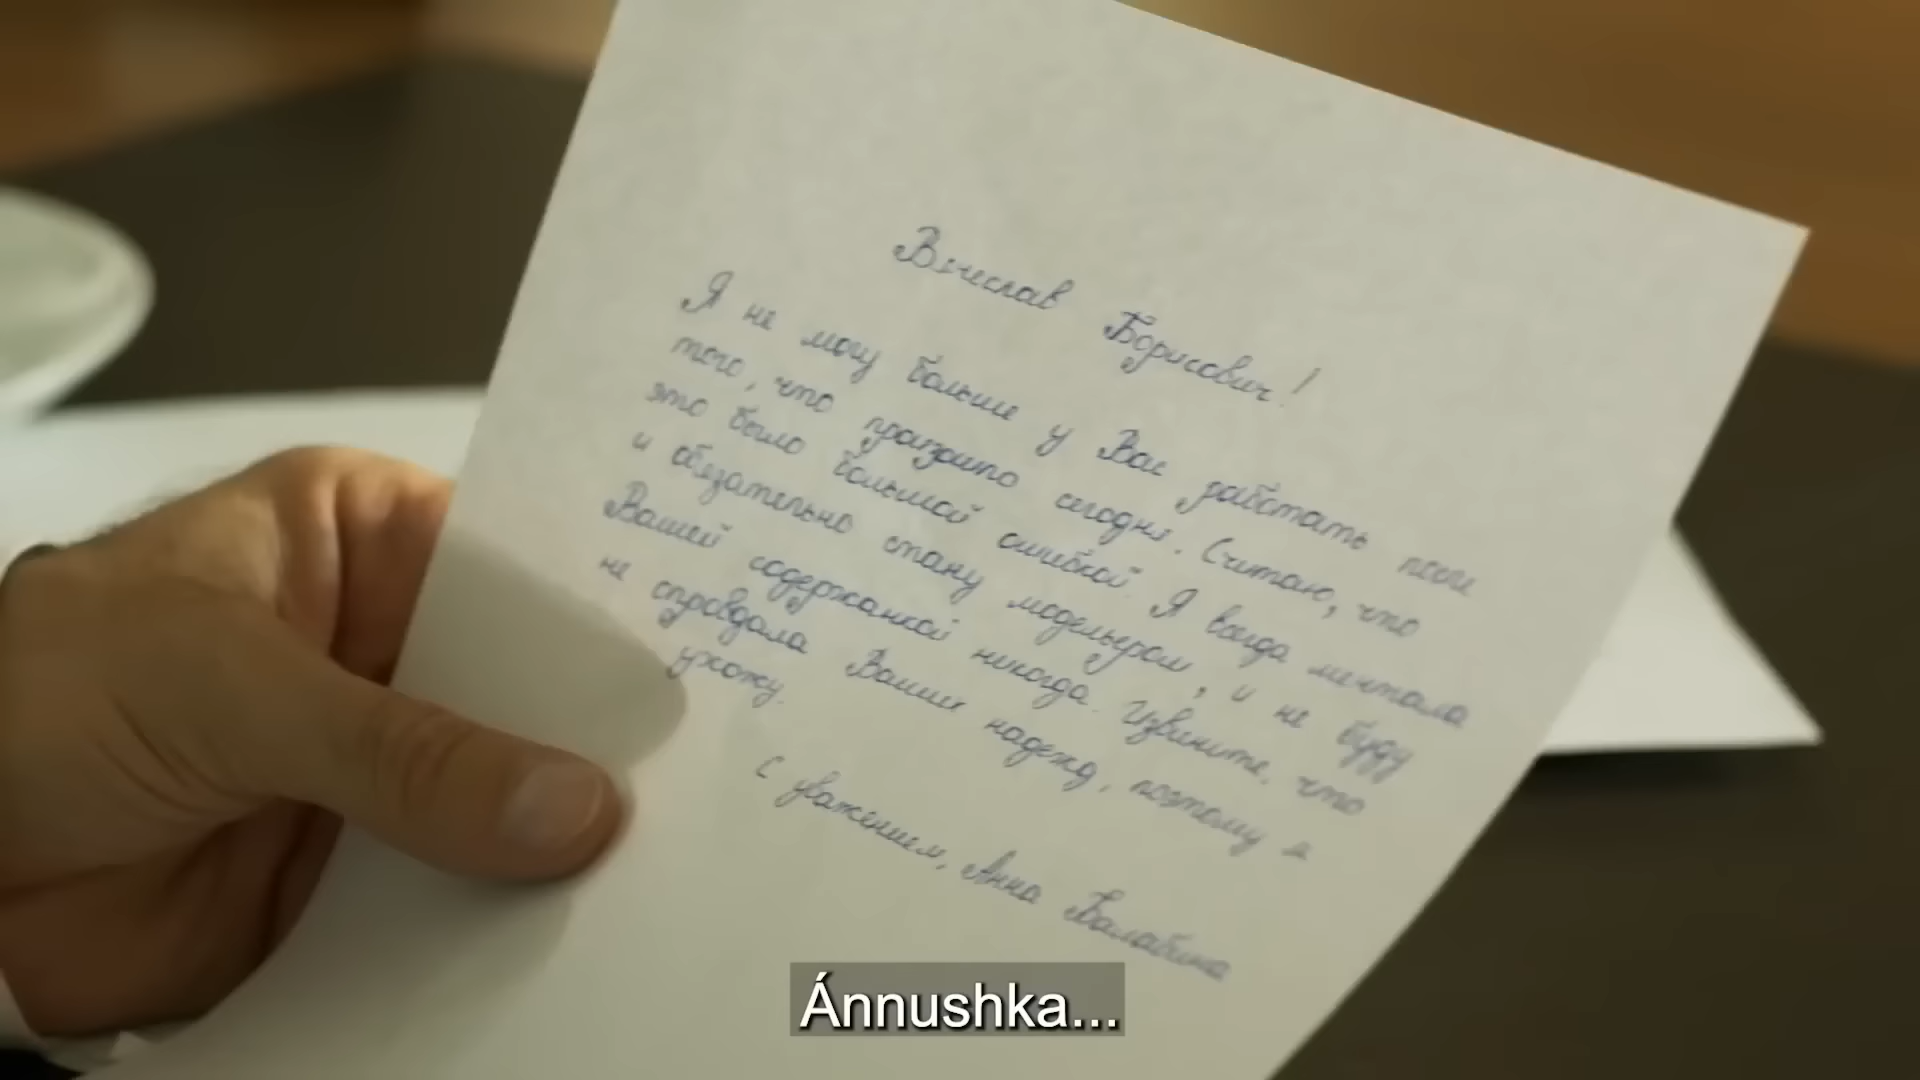 Вячеслав Борисович!
Я не могу больше у Вас работать после
того, что произошло сегодня. Считаю, что
это было большой ошибкой. Я всегда мечтала
и обязательно стану модельером, и не буду
Вашей содержанкой никогда. Извините, что
не оправдала Ваших надежд, поэтому я
ухожу.
С уважением, Анна Балабина
Ánnushka...